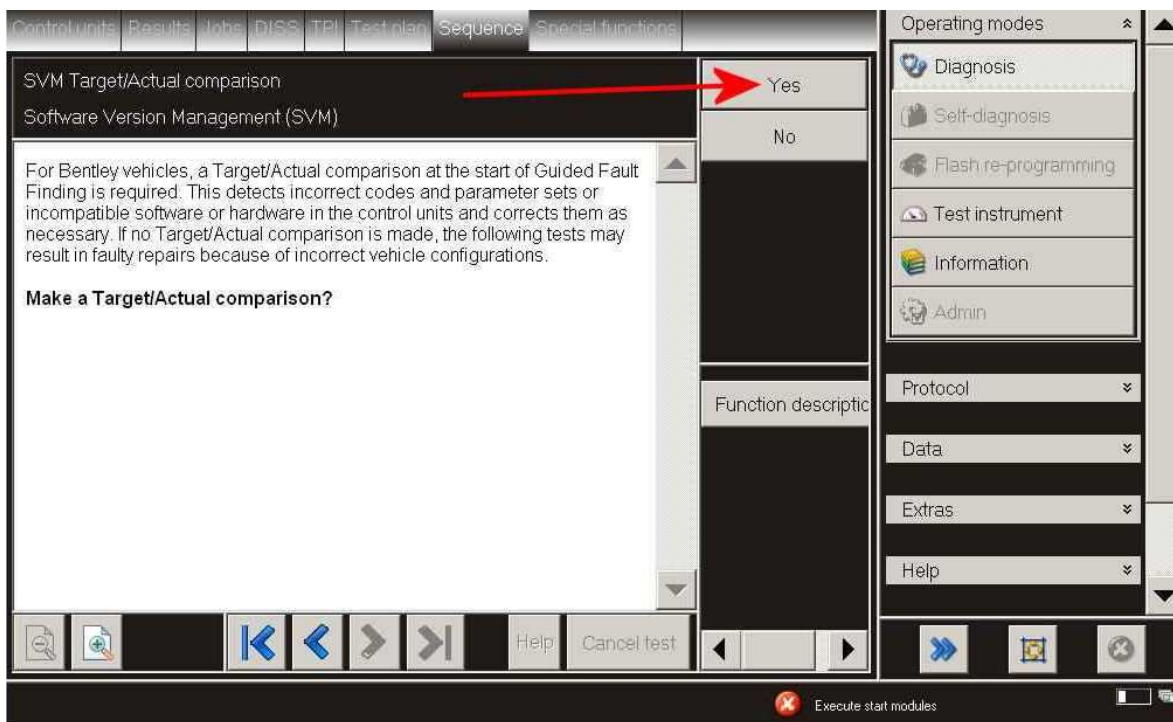 Control units Results Jobs DISS TPI Test plan Sequence Special functions
SVM Target/Actual comparison
Software Version Management (SVM)
For Bentley vehicles, a Target/Actual comparison at the start of Guided Fault
Finding is required. This detects incorrect codes and parameter sets or
incompatible software or hardware in the control units and corrects them as
necessary. If no Target/Actual comparison is made, the following tests may
result in faulty repairs because of incorrect vehicle configurations.
Make a Target/Actual comparison?
Yes
No
Function descriptic
Help
Cancel test
Operating modes
Diagnosis
Self-diagnosis
Flash re-programming
Test instrument
Information
Admin
Protocol
Data
Extras
Help
Execute start modules